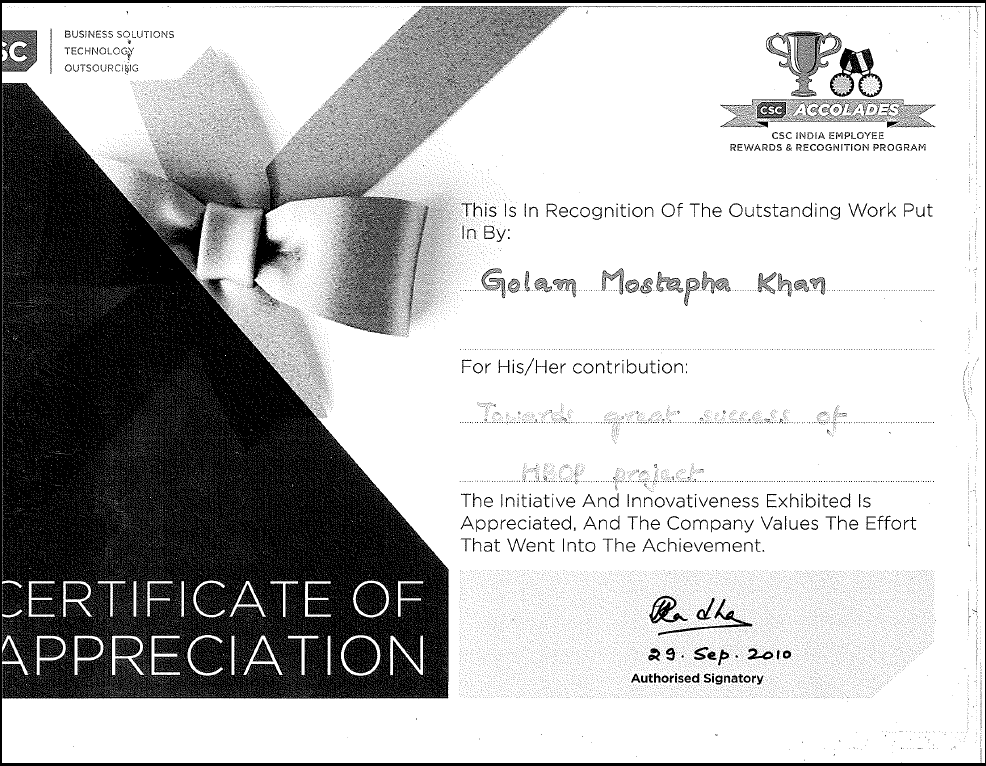 SC
BUSINESS SOLUTIONS
TECHNOLOGY
OUTSOURCING
CSC ACCOLADES
CSC INDIA EMPLOYEE
REWARDS & RECOGNITION PROGRAM
This Is In Recognition Of The Outstanding Work Put
In By:
Golam Mostapha Khan
For His/Her contribution:
Towards great success of
HBOP project
The Initiative And Innovativeness Exhibited Is
Appreciated, And The Company Values The Effort
That Went Into The Achievement.
CERTIFICATE OF
APPRECIATION
Radha
29. Sep. 2010
Authorised Signatory